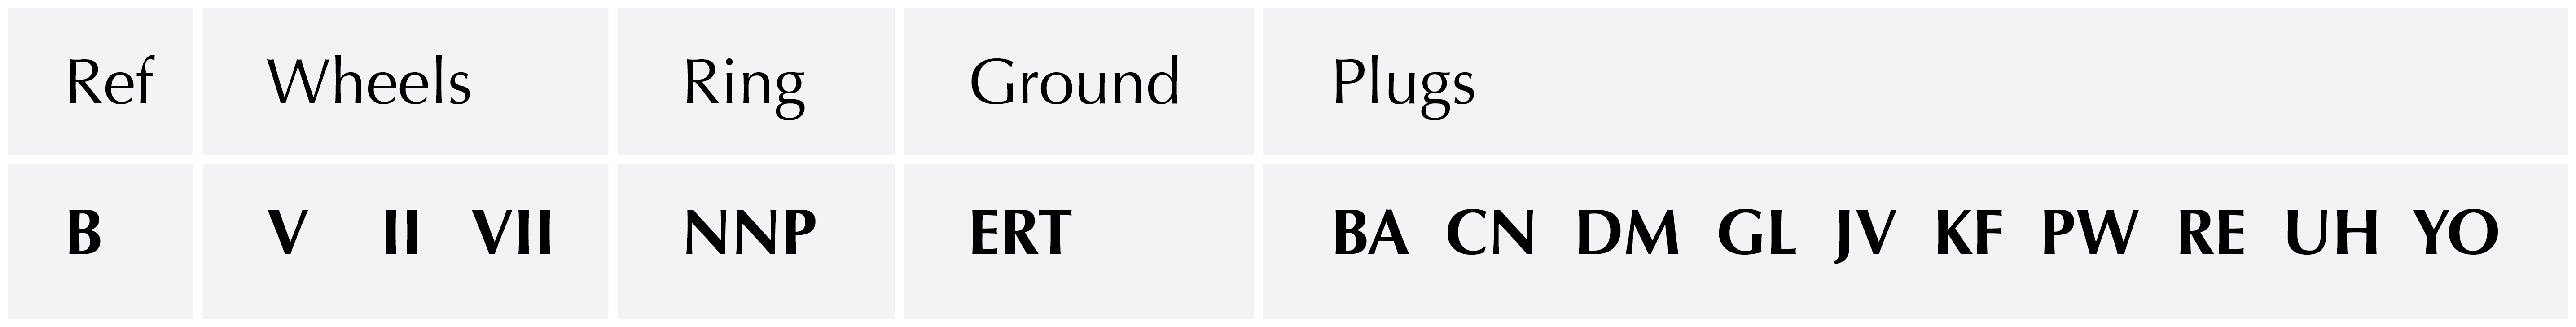 Ref Wheels Ring Ground Plugs
B V II VII NNP ERT BA CN DM GL JV KF PW RE UH YO